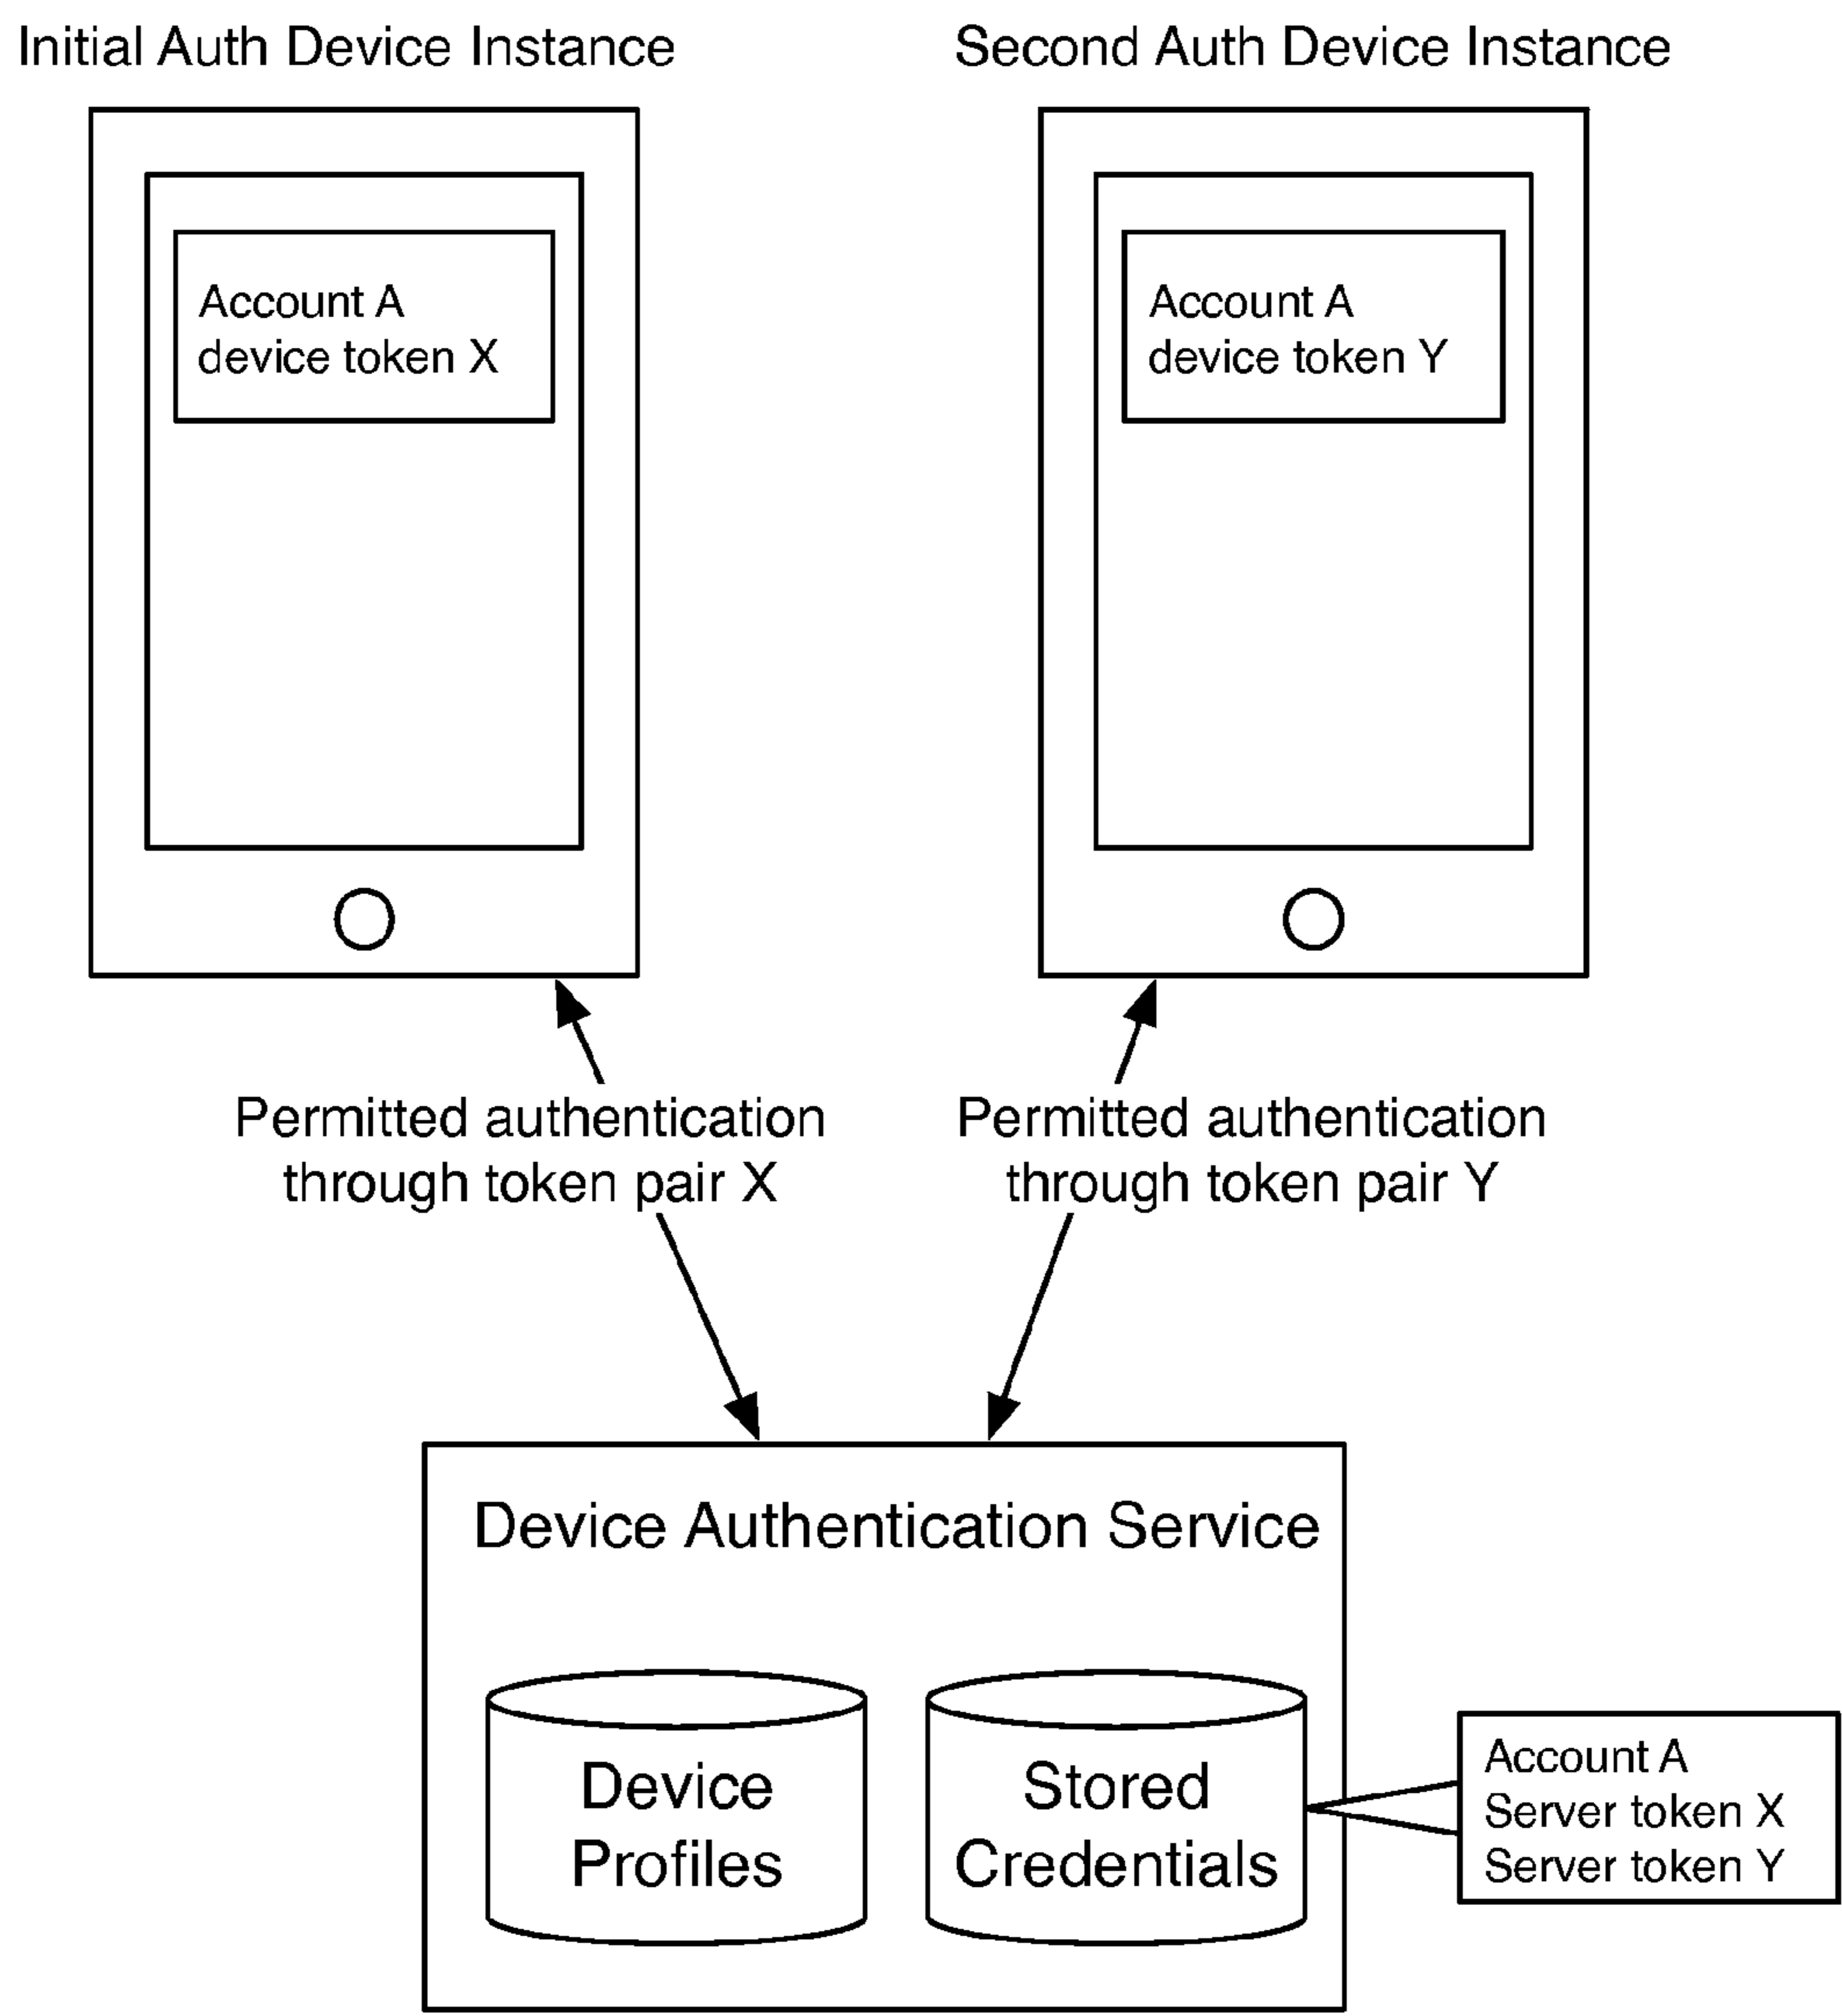 Initial Auth Device Instance
Second Auth Device Instance
Account A
device token X
Account A
device token Y
Permitted authentication
through token pair X
Permitted authentication
through token pair Y
Device Authentication Service
Device
Profiles
Stored
Credentials
Account A
Server token X
Server token Y